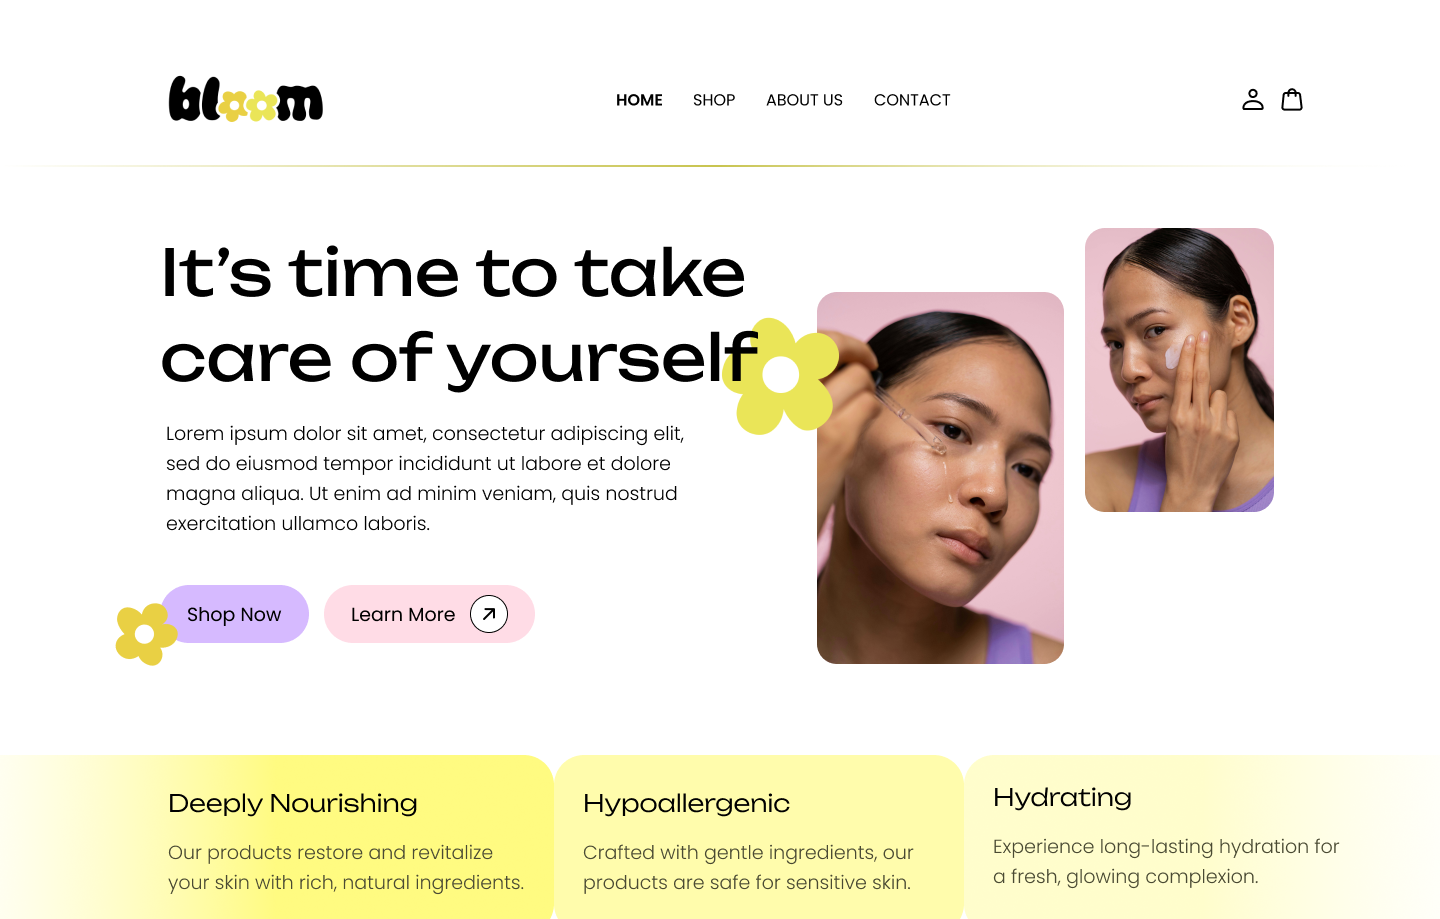 bloom
HOME SHOP ABOUT US CONTACT
It’s time to take
care of yourself
Lorem ipsum dolor sit amet, consectetur adipiscing elit,
sed do eiusmod tempor incididunt ut labore et dolore
magna aliqua. Ut enim ad minim veniam, quis nostrud
exercitation ullamco laboris.
Shop Now
Learn More
Deeply Nourishing
Our products restore and revitalize
your skin with rich, natural ingredients.
Hypoallergenic
Crafted with gentle ingredients, our
products are safe for sensitive skin.
Hydrating
Experience long-lasting hydration for
a fresh, glowing complexion.